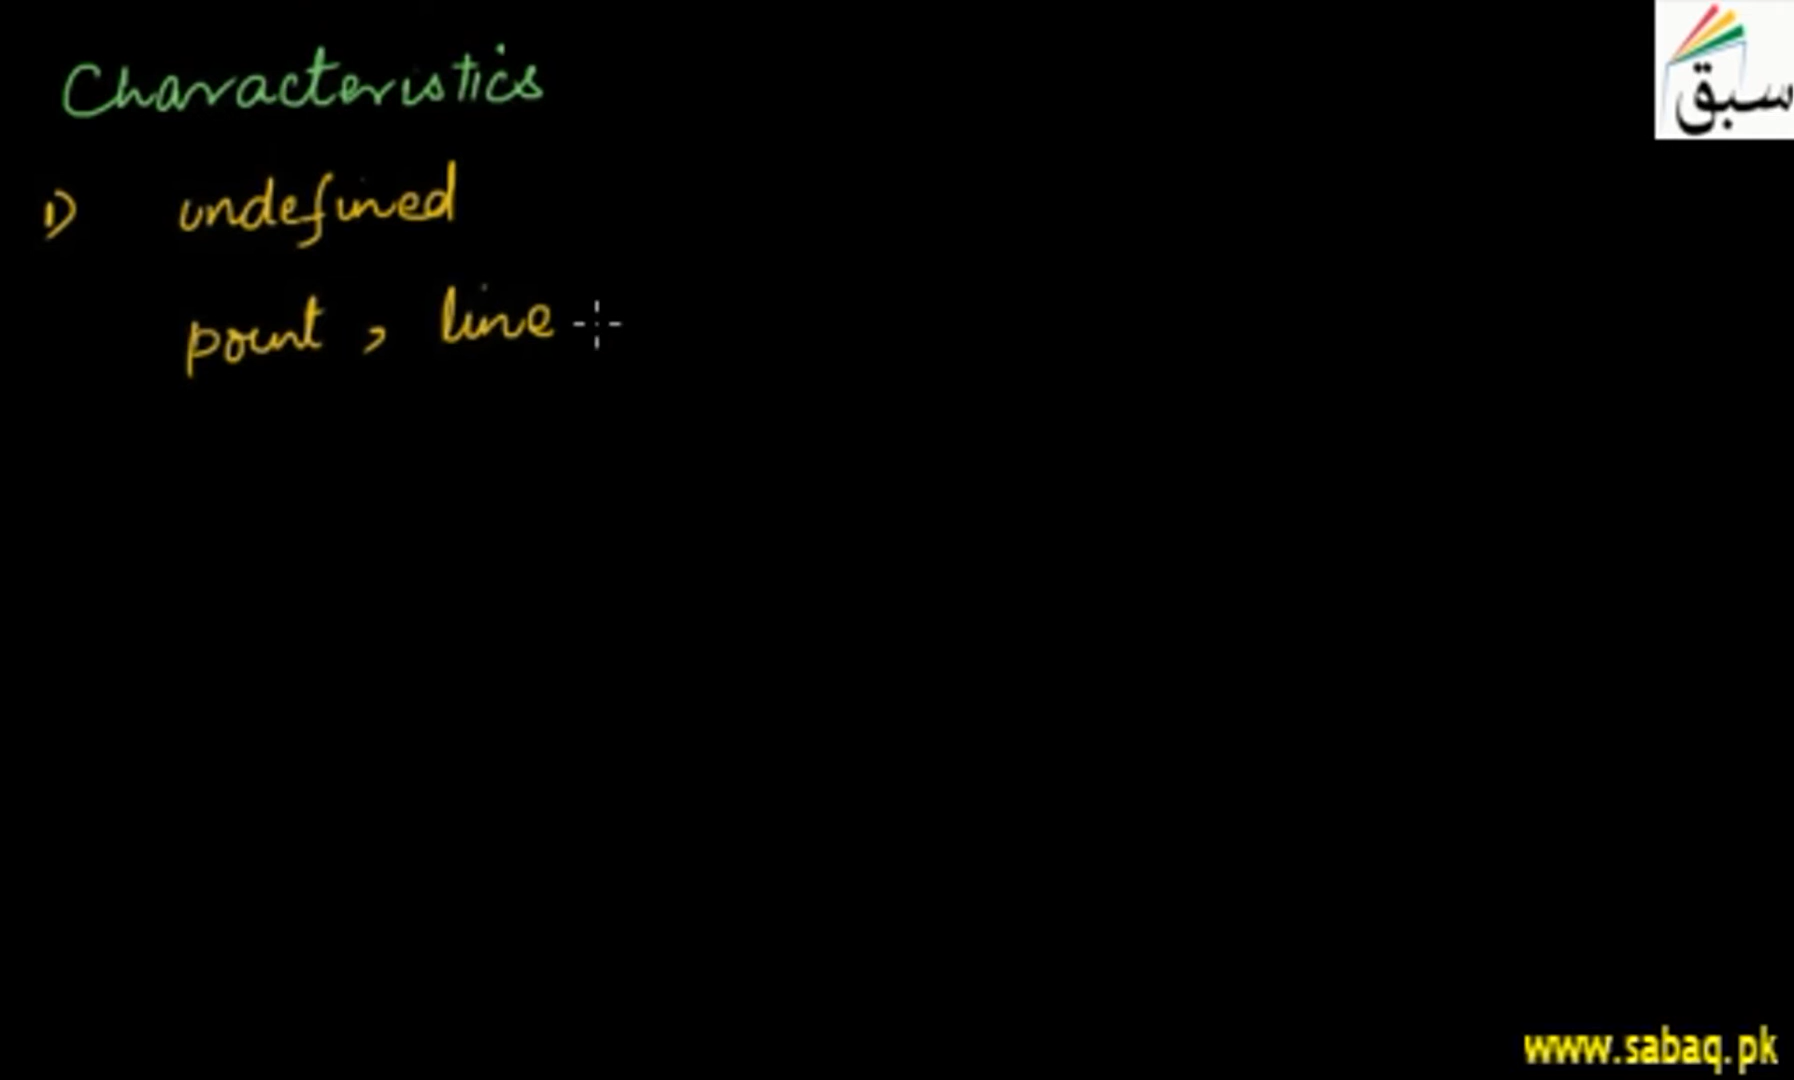 Characteristics
سبق
1) undefined
point, line
www.sabaq.pk